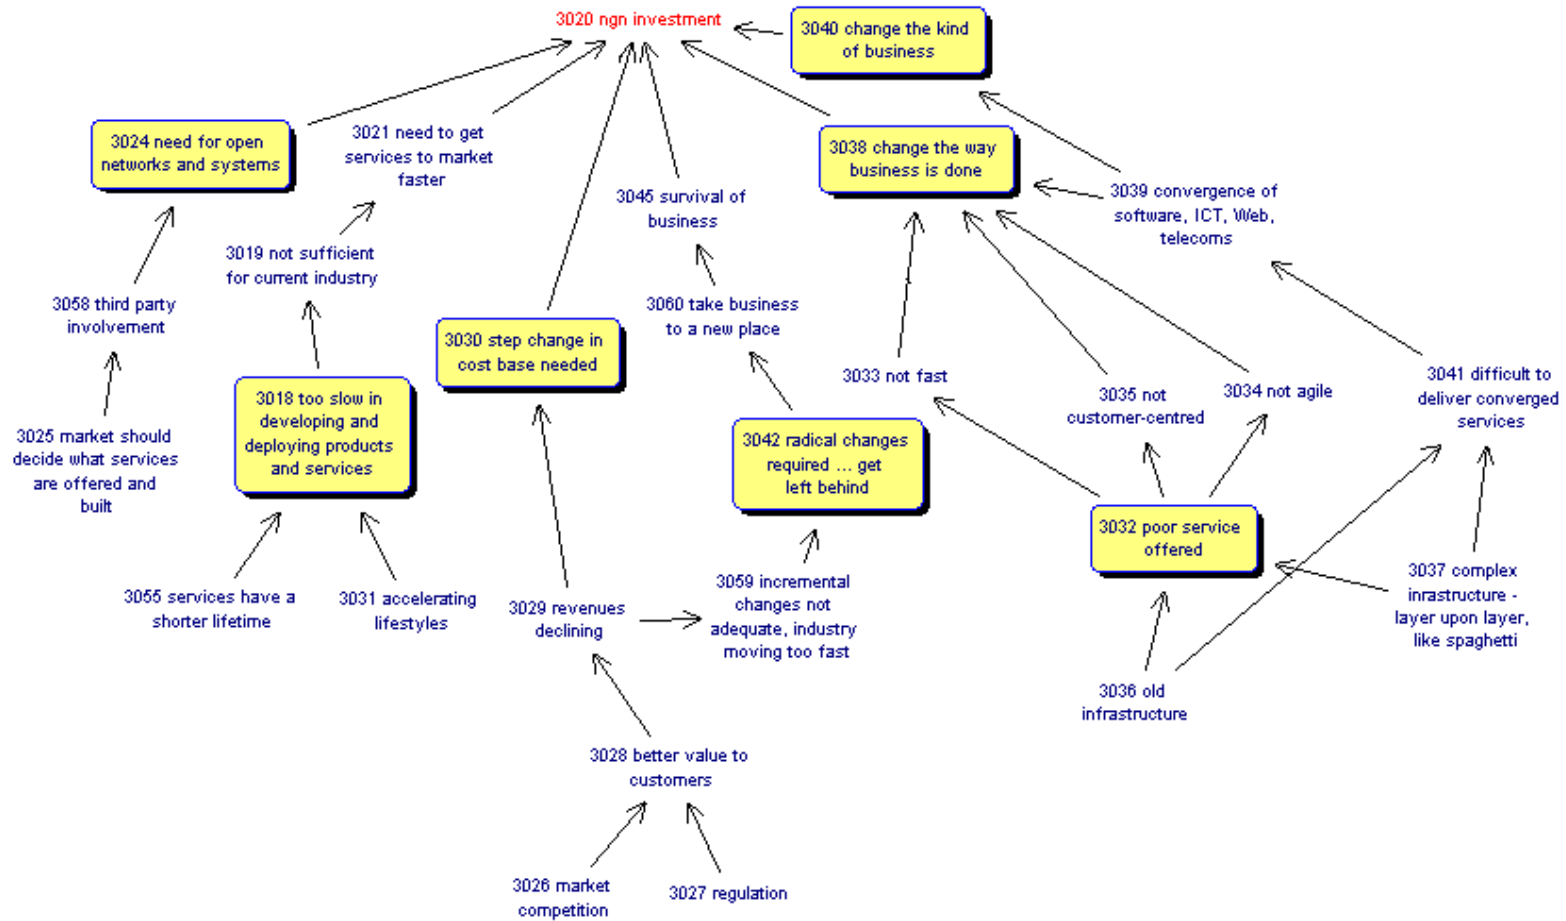 3020 ngn investment
3040 change the kind
of business
3024 need for open
networks and systems
3021 need to get
services to market
faster
3038 change the way
business is done
3045 survival of
business
3039 convergence of
software, ICT, Web,
telecoms
3019 not sufficient
for current industry
3058 third party
involvement
3060 take business
to a new place
3030 step change in
cost base needed
3033 not fast
3035 not
customer-centred
3034 not agile
3041 difficult to
deliver converged
services
3018 too slow in
developing and
deploying products
and services
3025 market should
decide what services
are offered and
built
3042 radical changes
required ... get
left behind
3032 poor service
offered
3055 services have a
shorter lifetime
3031 accelerating
lifestyles
3029 revenues
declining
3059 incremental
changes not
adequate, industry
moving too fast
3037 complex
inrastructure -
layer upon layer,
like spaghetti
3036 old
infrastructure
3028 better value to
customers
3026 market
competition
3027 regulation